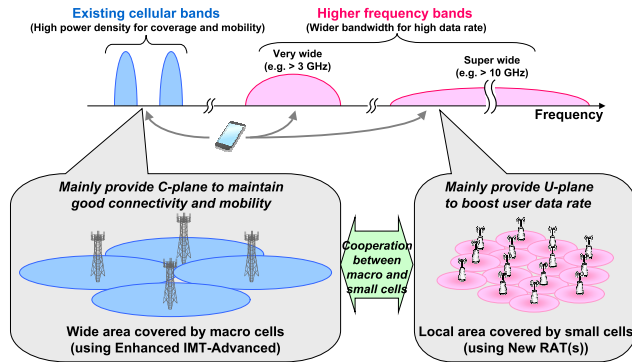 Existing cellular bands
(High power density for coverage and mobility)
Higher frequency bands
(Wider bandwidth for high data rate)
Very wide
(e.g. > 3 GHz)
Super wide
(e.g. > 10 GHz)
Frequency
Mainly provide C-plane to maintain
good connectivity and mobility
Mainly provide U-plane
to boost user data rate
Cooperation
between
macro and
small cells
Wide area covered by macro cells
(using Enhanced IMT-Advanced)
Local area covered by small cells
(using New RAT(s))